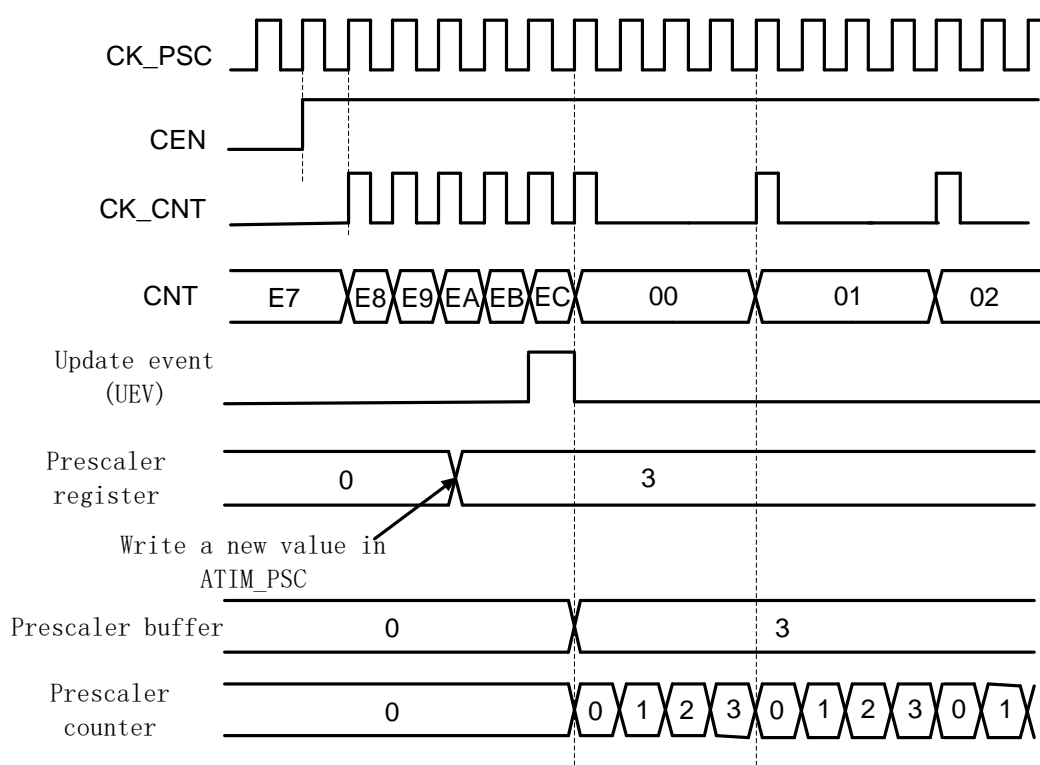 CK_PSC
CEN
CK_CNT
CNT E7 E8 E9 EA EB EC 00 01 02
Update event
(UEV)
Prescaler
register
0 3
Write a new value in
ATIM_PSC
Prescaler buffer 0 3
Prescaler
counter
0 0 1 2 3 0 1 2 3 0 1